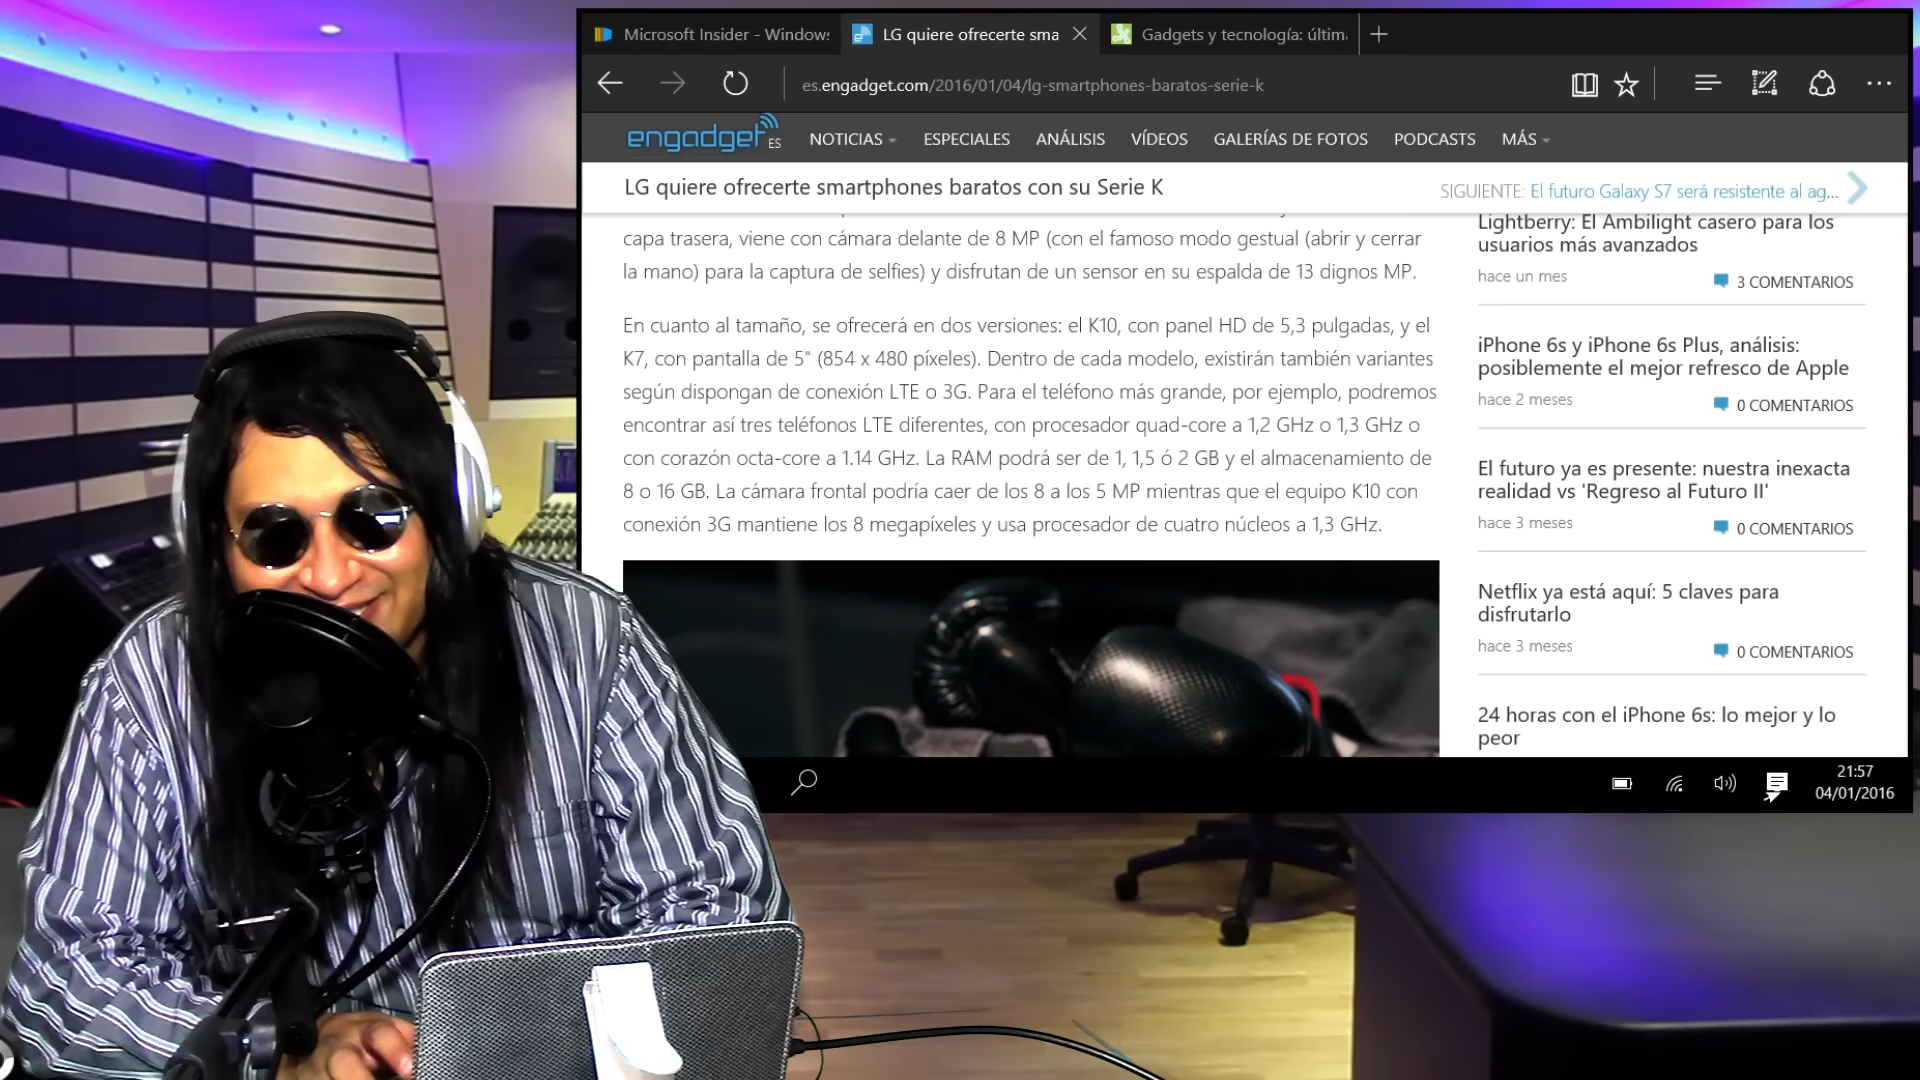 Microsoft Insider - Windows
LG quiere ofrecerte sma
Gadgets y tecnología: últim
es.engadget.com/2016/01/04/lg-smartphones-baratos-serie-k
engadget ES
NOTICIAS
ESPECIALES
ANÁLISIS
VÍDEOS
GALERÍAS DE FOTOS
PODCASTS
MÁS
LG quiere ofrecerte smartphones baratos con su Serie K
SIGUIENTE: El futuro Galaxy S7 será resistente al ag...
capa trasera, viene con cámara delante de 8 MP (con el famoso modo gestual (abrir y cerrar
la mano) para la captura de selfies) y disfrutan de un sensor en su espalda de 13 dignos MP.
En cuanto al tamaño, se ofrecerá en dos versiones: el K10, con panel HD de 5,3 pulgadas, y el
K7, con pantalla de 5" (854 x 480 píxeles). Dentro de cada modelo, existirán también variantes
según dispongan de conexión LTE o 3G. Para el teléfono más grande, por ejemplo, podremos
encontrar así tres teléfonos LTE diferentes, con procesador quad-core a 1,2 GHz o 1,3 GHz o
con corazón octa-core a 1.14 GHz. La RAM podrá ser de 1, 1,5 ó 2 GB y el almacenamiento de
8 o 16 GB. La cámara frontal podría caer de los 8 a los 5 MP mientras que el equipo K10 con
conexión 3G mantiene los 8 megapíxeles y usa procesador de cuatro núcleos a 1,3 GHz.
Lightberry: El Ambilight casero para los
usuarios más avanzados
hace un mes
3 COMENTARIOS
iPhone 6s y iPhone 6s Plus, análisis:
posiblemente el mejor refresco de Apple
hace 2 meses
0 COMENTARIOS
El futuro ya es presente: nuestra inexacta
realidad vs 'Regreso al Futuro II'
hace 3 meses
0 COMENTARIOS
Netflix ya está aquí: 5 claves para
disfrutarlo
hace 3 meses
0 COMENTARIOS
24 horas con el iPhone 6s: lo mejor y lo
peor
21:57
04/01/2016